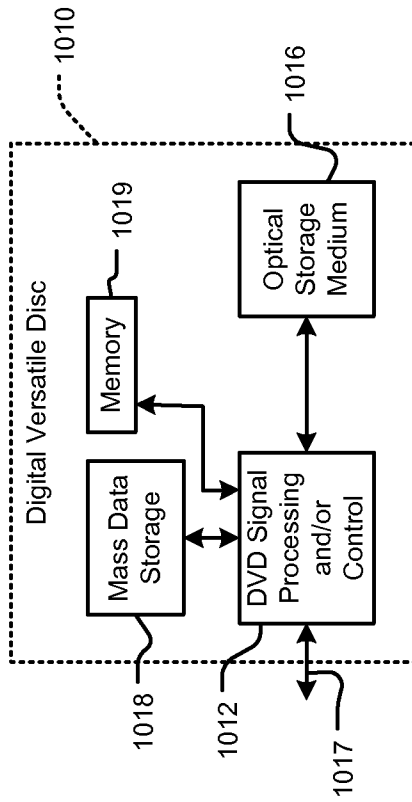 1010
Digital Versatile Disc
1019
Memory
Mass Data
Storage
1018
1016
Optical
Storage
Medium
DVD Signal
Processing
and/or
Control
1012
1017